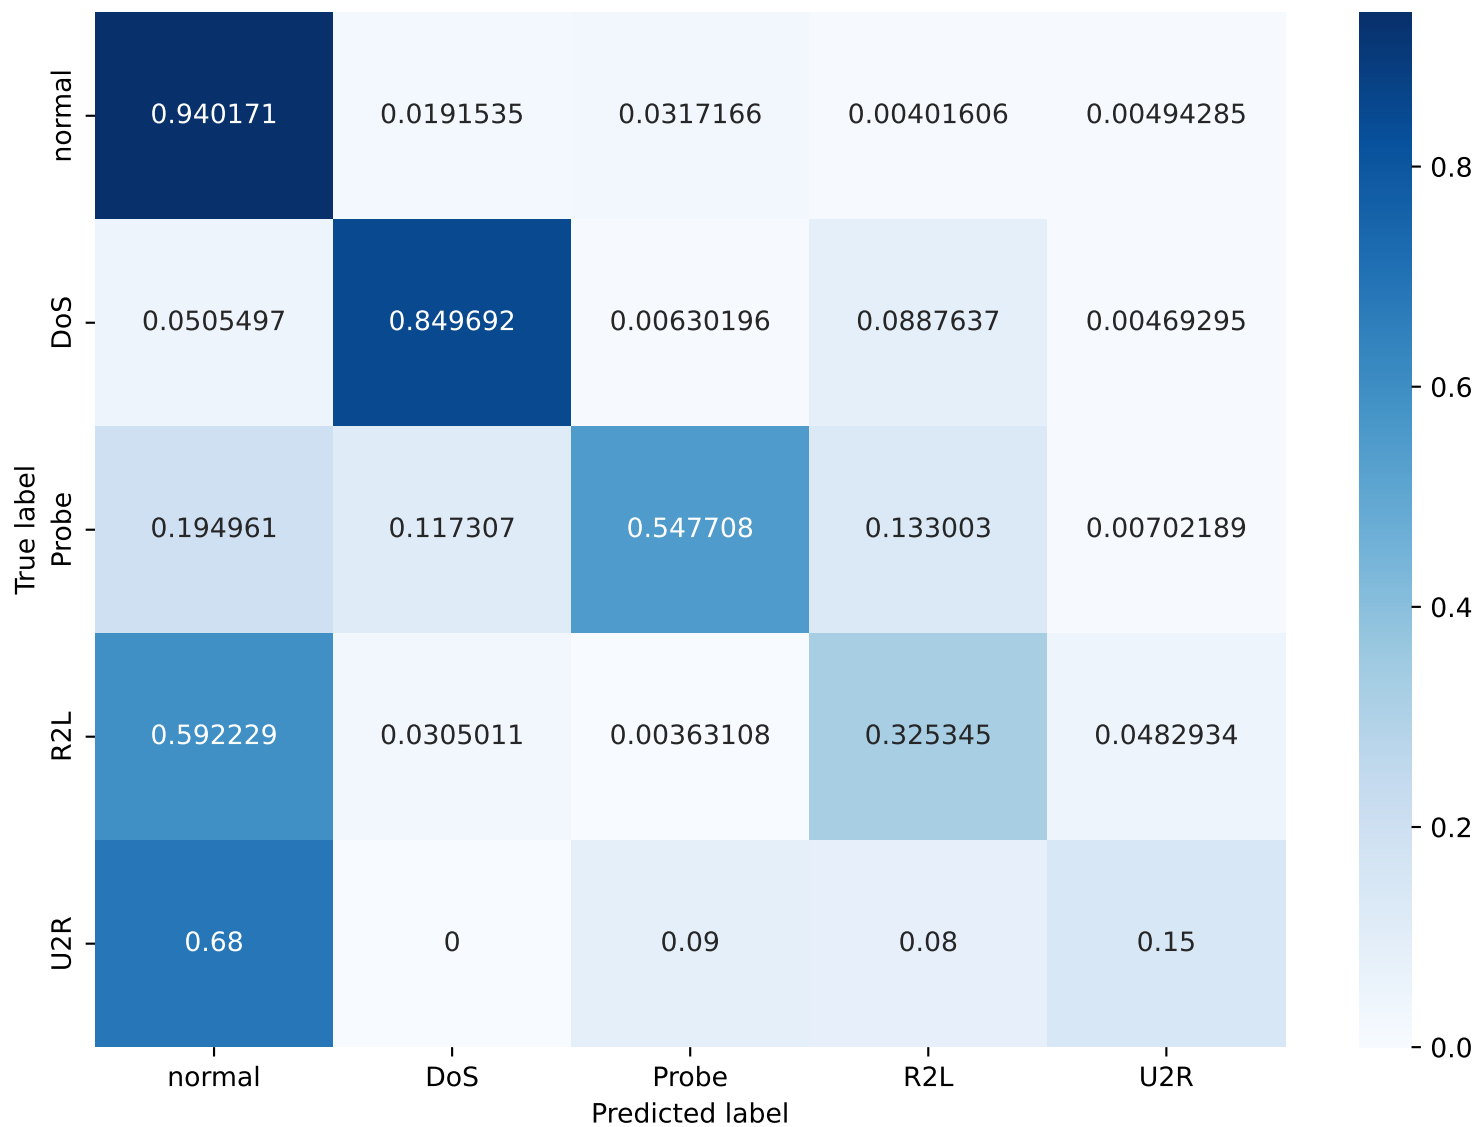 normal 0.940171 0.0191535 0.0317166 0.00401606 0.00494285
DoS 0.0505497 0.849692 0.00630196 0.0887637 0.00469295
Probe 0.194961 0.117307 0.547708 0.133003 0.00702189
R2L 0.592229 0.0305011 0.00363108 0.325345 0.0482934
U2R 0.68 0 0.09 0.08 0.15
True label
normal DoS Probe R2L U2R
Predicted label
0.8
0.6
0.4
0.2
0.0